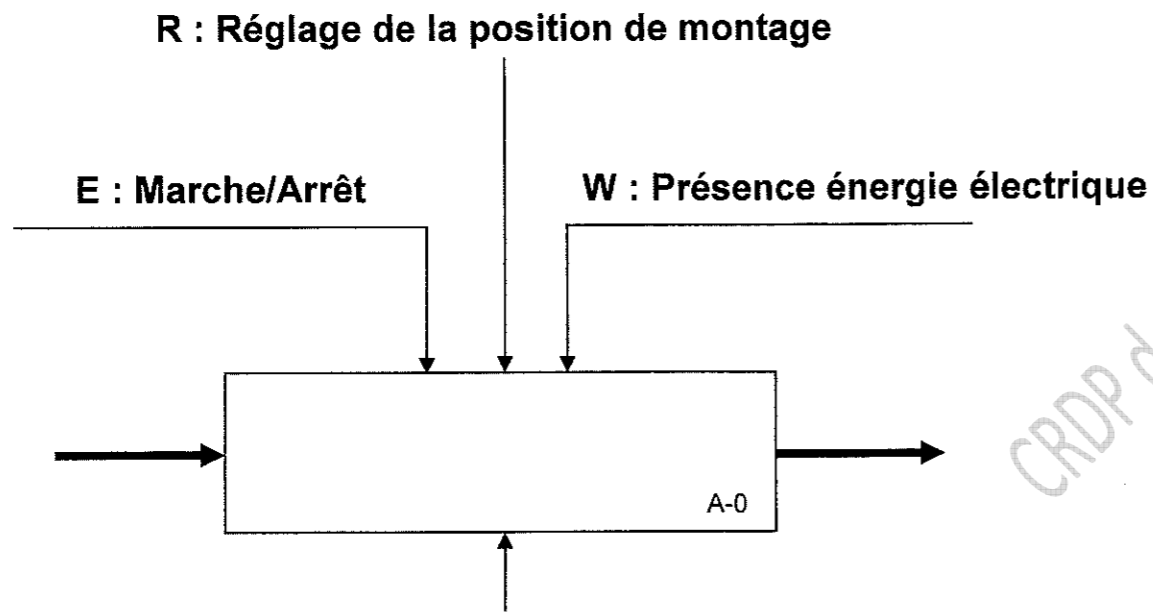 R : Réglage de la position de montage
E : Marche/Arrêt
W : Présence énergie électrique
A-0
CRDP d